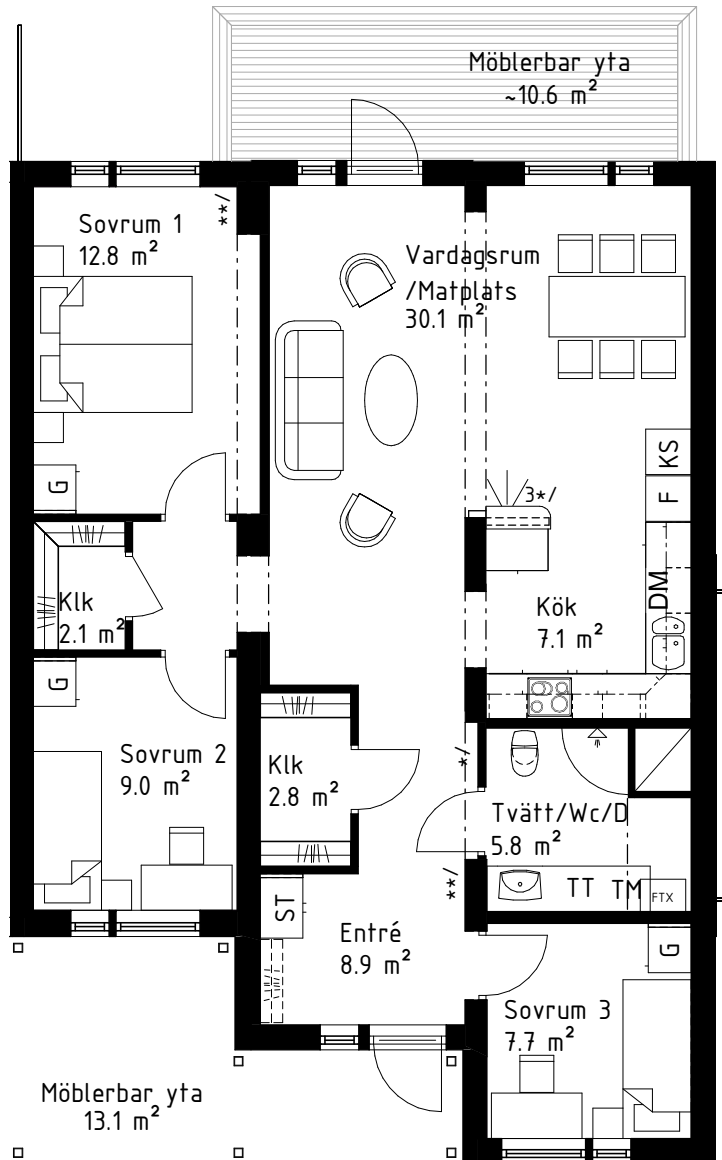 Möblerbar yta
~10.6 m²
Sovrum 1
12.8 m²
**/
Vardagsrum
/Matplats
30.1 m²
KS
G
F
3*/
DM
Klk
2.1 m²
Kök
7.1 m²
G
Sovrum 2
9.0 m²
Klk
2.8 m²
*/
Tvätt/Wc/D
5.8 m²
TT
TM
FTX
**/
ST
Entré
8.9 m²
G
Sovrum 3
7.7 m²
Möblerbar yta
13.1 m²